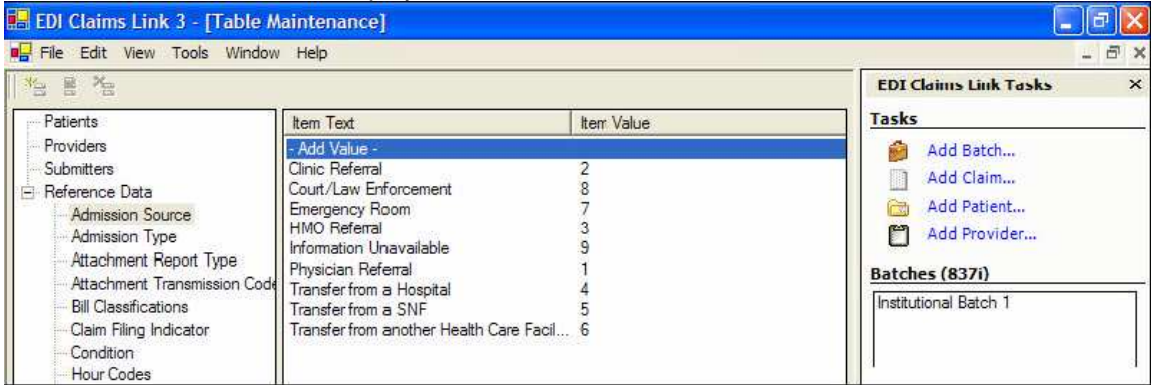 EDI Claims Link 3 - [Table Maintenance]
File Edit View Tools Window Help
Patients
Providers
Submitters
Reference Data
Admission Source
Admission Type
Attachment Report Type
Attachment Transmission Code
Bill Classifications
Claim Filing Indicator
Condition
Hour Codes
Item Text Item Value
- Add Value -
Clinic Referral 2
Court/Law Enforcement 8
Emergency Room 7
HMO Referral 3
Information Unavailable 9
Physician Referral 1
Transfer from a Hospital 4
Transfer from a SNF 5
Transfer from another Health Care Facil... 6
EDI Claims Link Tasks
Tasks
Add Batch...
Add Claim...
Add Patient...
Add Provider...
Batches (837i)
Institutional Batch 1